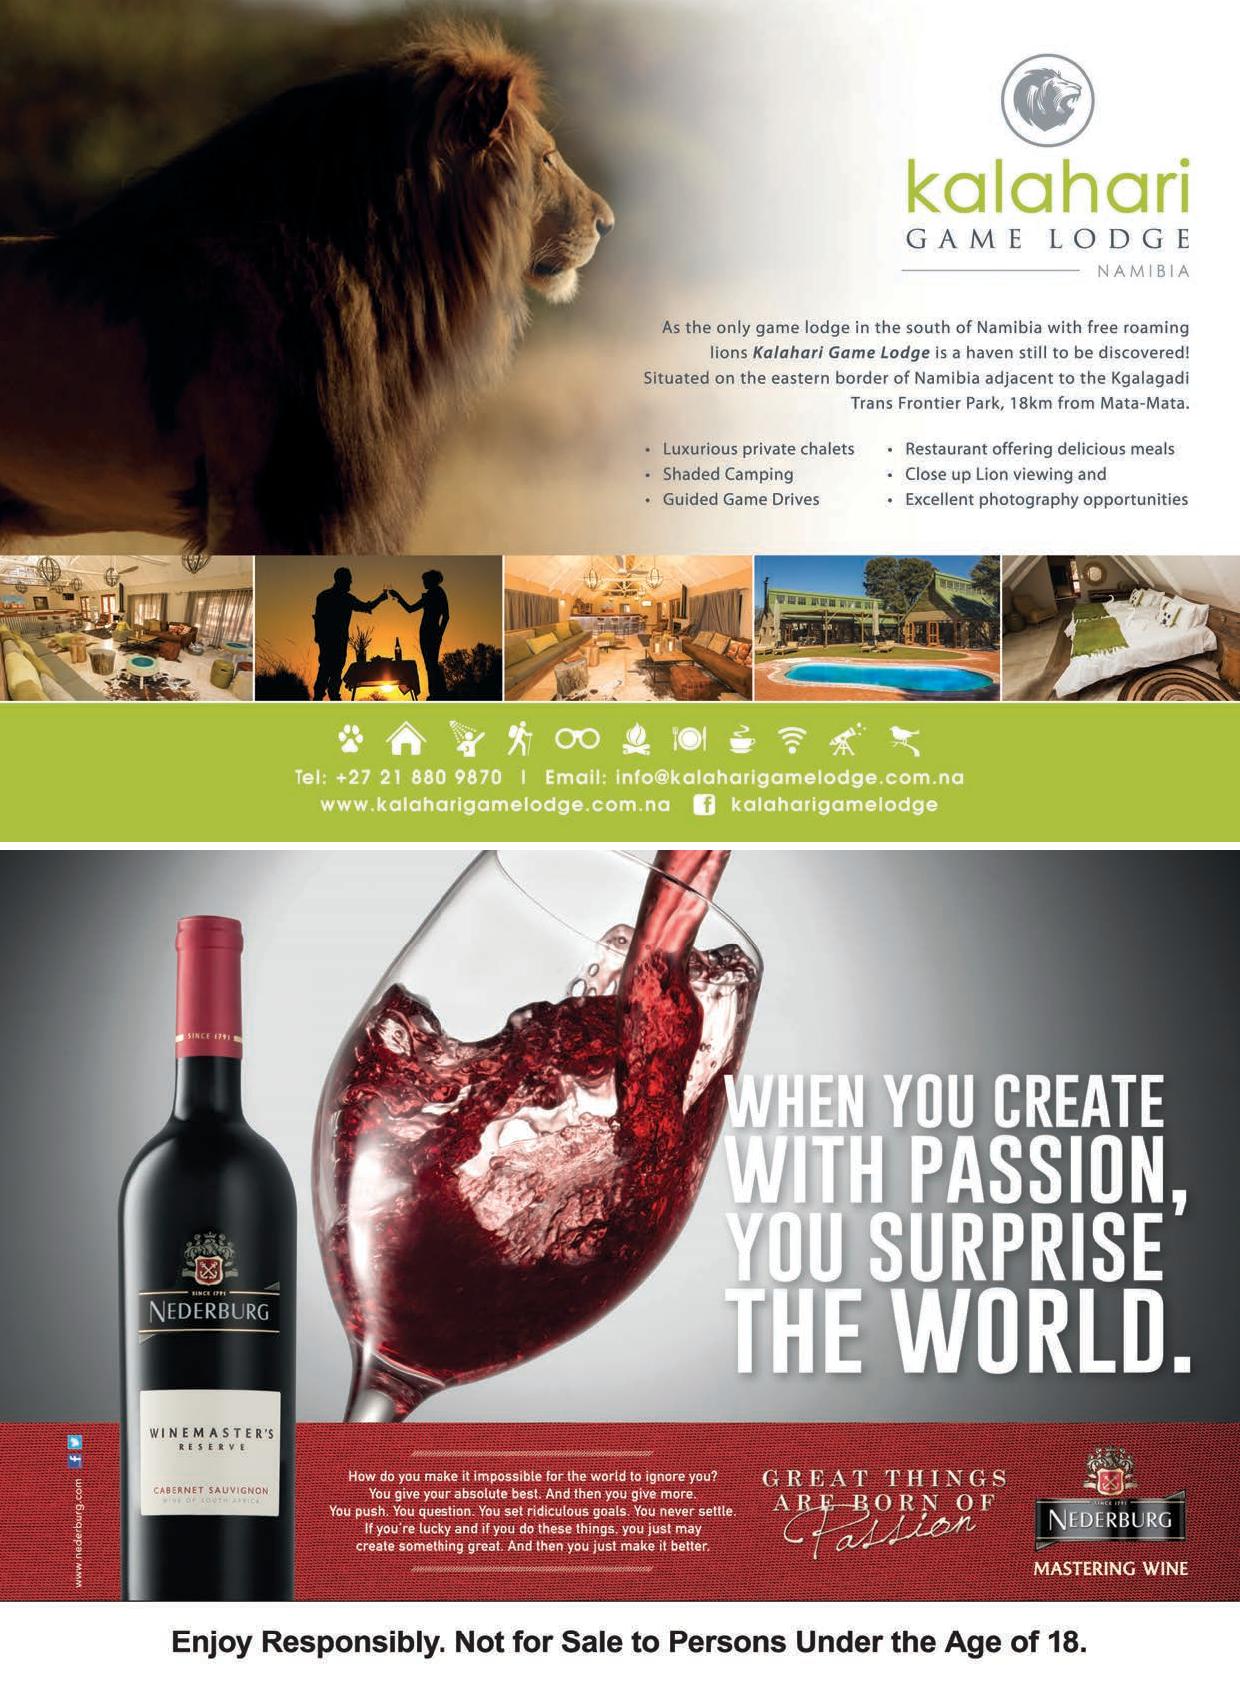 kalahari
GAME LODGE
NAMIBIA
As the only game lodge in the south of Namibia with free roaming
lions Kalahari Game Lodge is a haven still to be discovered!
Situated on the eastern border of Namibia adjacent to the Kgalagadi
Trans Frontier Park, 18km from Mata-Mata.
• Luxurious private chalets
• Shaded Camping
• Guided Game Drives
• Restaurant offering delicious meals
• Close up Lion viewing and
• Excellent photography opportunities
Tel: +27 21 880 9870 | Email: info@kalaharigamelodge.com.na
www.kalaharigamelodge.com.na f kalaharigamelodge
SINCE 1791
SINCE 1791
NEDERBURG
WINEMASTER'S
RESERVE
CABERNET SAUVIGNON
WINE OF SOUTH AFRICA
WHEN YOU CREATE
WITH PASSION,
YOU SURPRISE
THE WORLD.
www.nederburg.com
How do you make it impossible for the world to ignore you?
You give your absolute best. And then you give more.
You push. You question. You set ridiculous goals. You never settle.
If you're lucky and if you do these things, you just may
create something great. And then you just make it better.
GREAT THINGS
ARE BORN OF
Passion
SINCE 1791
NEDERBURG
MASTERING WINE
Enjoy Responsibly. Not for Sale to Persons Under the Age of 18.